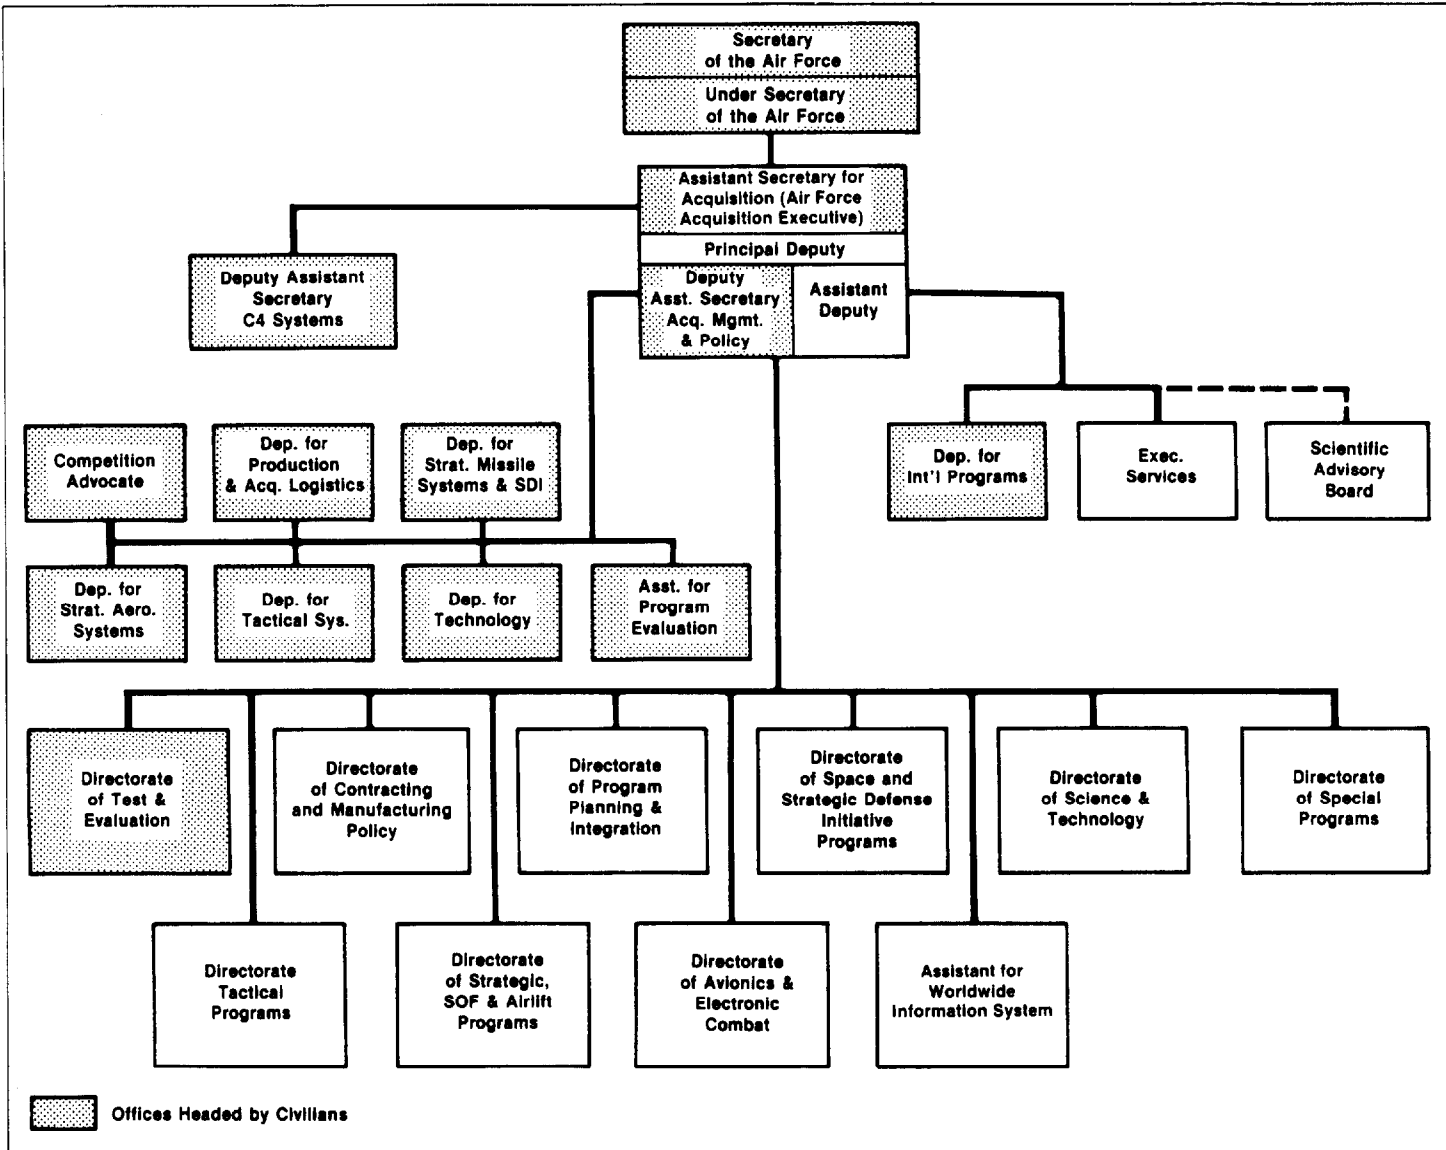 Secretary
of the Air Force
Under Secretary
of the Air Force
Assistant Secretary for
Acquisition (Air Force
Acquisition Executive)
Principal Deputy
Deputy
Asst. Secretary
Acq. Mgmt.
& Policy
Assistant
Deputy
Deputy Assistant
Secretary
C4 Systems
Competition
Advocate
Dep. for
Production
& Acq. Logistics
Dep. for
Strat. Missile
Systems & SDI
Dep. for
Int'l Programs
Exec.
Services
Scientific
Advisory
Board
Dep. for
Strat. Aero.
Systems
Dep. for
Tactical Sys.
Dep. for
Technology
Asst. for
Program
Evaluation
Directorate
of Test &
Evaluation
Directorate
of Contracting
and Manufacturing
Policy
Directorate
of Program
Planning &
Integration
Directorate
of Space and
Strategic Defense
Initiative
Programs
Directorate
of Science &
Technology
Directorate
of Special
Programs
Directorate
Tactical
Programs
Directorate
of Strategic,
SOF & Airlift
Programs
Directorate
of Avionics &
Electronic
Combat
Assistant for
Worldwide
Information System
Offices Headed by Civilians